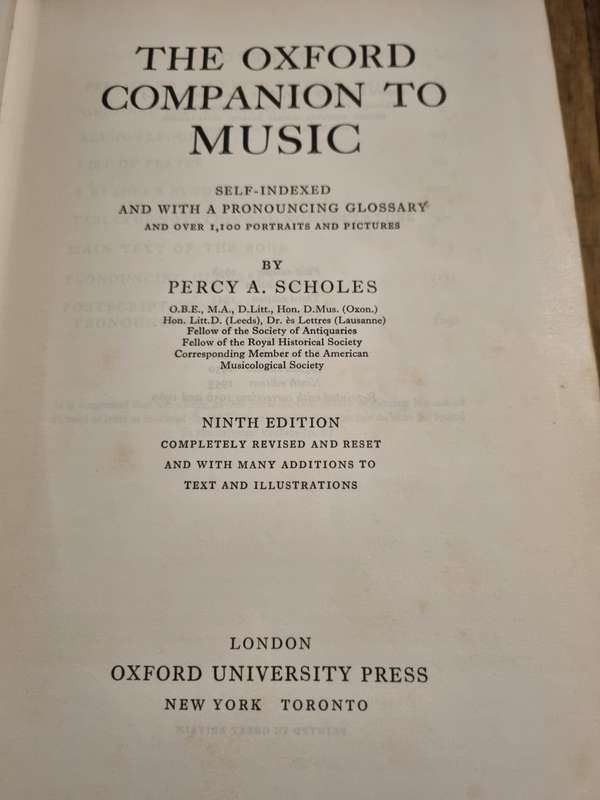 THE OXFORD
COMPANION TO
MUSIC
SELF-INDEXED
AND WITH A PRONOUNCING GLOSSARY
AND OVER 1,100 PORTRAITS AND PICTURES
BY
PERCY A. SCHOLES
O.B.E., M.A., D.Litt., Hon. D.Mus. (Oxon.)
Hon. Litt.D. (Leeds), Dr. ès Lettres (Lausanne)
Fellow of the Society of Antiquaries
Fellow of the Royal Historical Society
Corresponding Member of the American
Musicological Society
NINTH EDITION
COMPLETELY REVISED AND RESET
AND WITH MANY ADDITIONS TO
TEXT AND ILLUSTRATIONS
LONDON
OXFORD UNIVERSITY PRESS
NEW YORK TORONTO